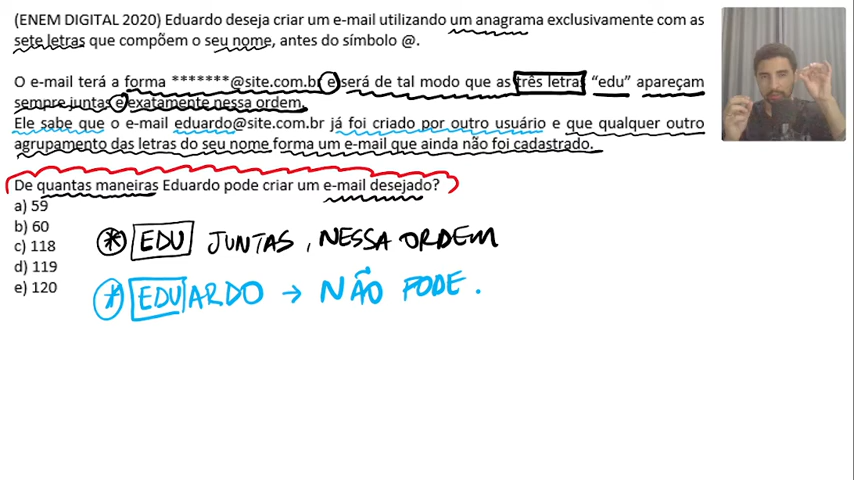 (ENEM DIGITAL 2020) Eduardo deseja criar um e-mail utilizando um anagrama exclusivamente com as
sete letras que compõem o seu nome, antes do símbolo @.
O e-mail terá a forma *******@site.com.br e será de tal modo que as três letras “edu” apareçam
sempre juntas e exatamente nessa ordem.
Ele sabe que o e-mail eduardo@site.com.br já foi criado por outro usuário e que qualquer outro
agrupamento das letras do seu nome forma um e-mail que ainda não foi cadastrado.
De quantas maneiras Eduardo pode criar um e-mail desejado?
a) 59
b) 60
c) 118
d) 119
e) 120
* EDU JUNTAS, NESSA ORDEM
* EDUARDO → NÃO PODE.